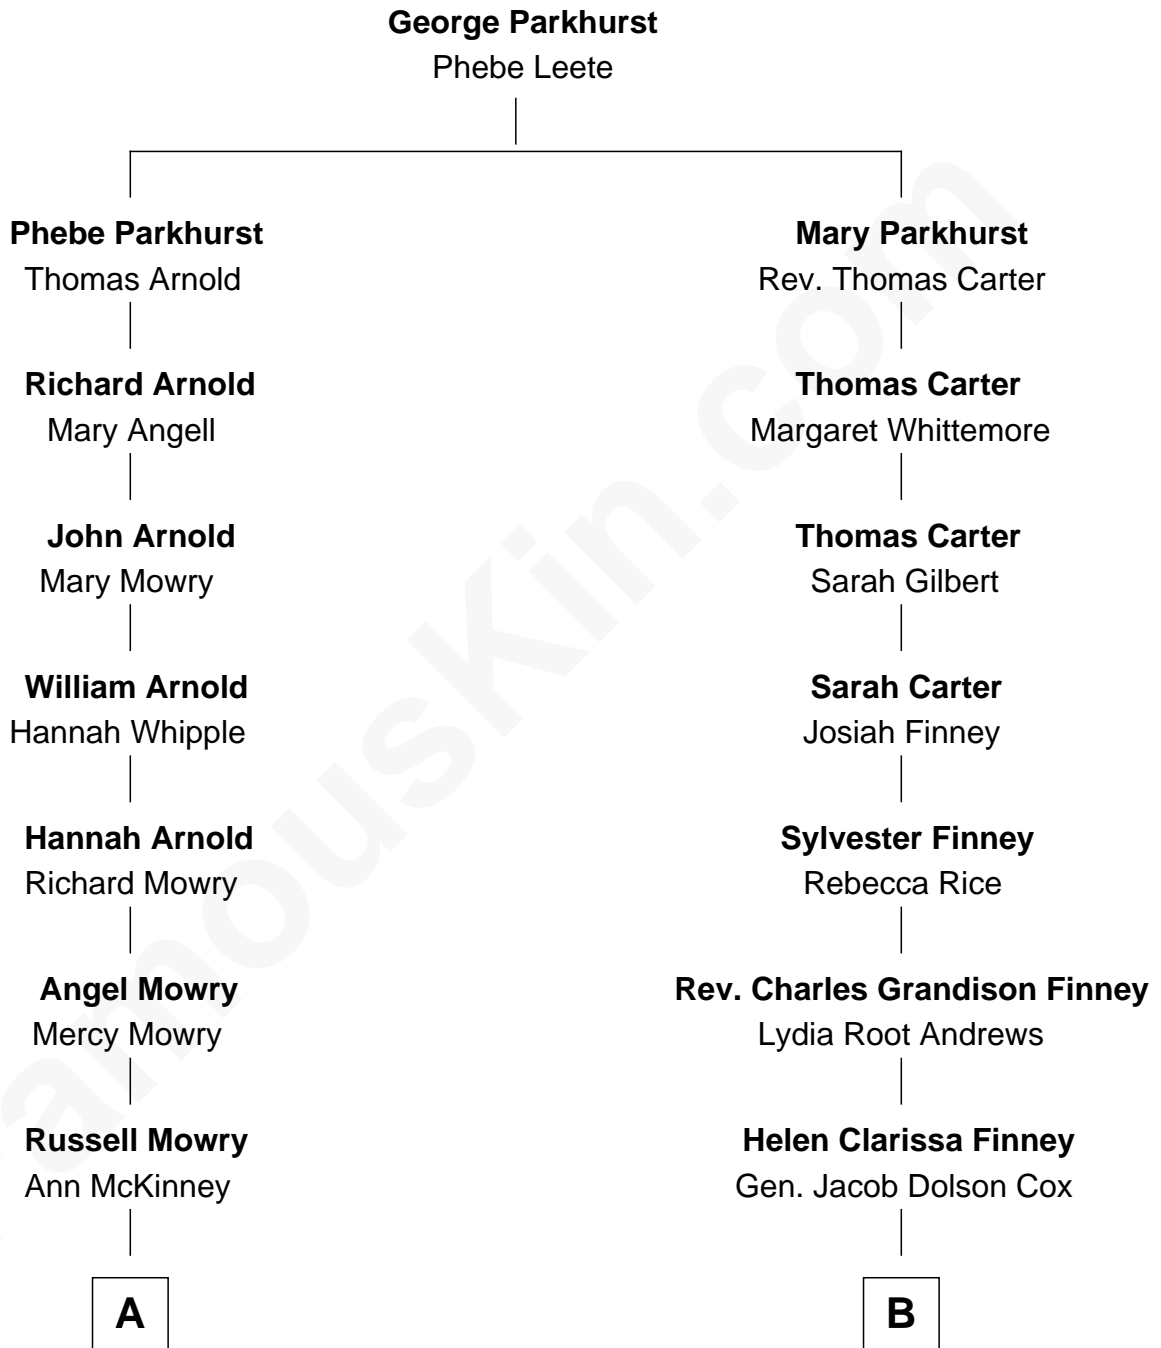 George Parkhurst
Phebe Leete
Phebe Parkhurst
Thomas Arnold
Mary Parkhurst
Rev. Thomas Carter
Richard Arnold
Mary Angell
Thomas Carter
Margaret Whittemore
John Arnold
Mary Mowry
Thomas Carter
Sarah Gilbert
William Arnold
Hannah Whipple
Sarah Carter
Josiah Finney
Hannah Arnold
Richard Mowry
Sylvester Finney
Rebecca Rice
Angel Mowry
Mercy Mowry
Rev. Charles Grandison Finney
Lydia Root Andrews
Russell Mowry
Ann McKinney
Helen Clarissa Finney
Gen. Jacob Dolson Cox
A
B
famouskin.com